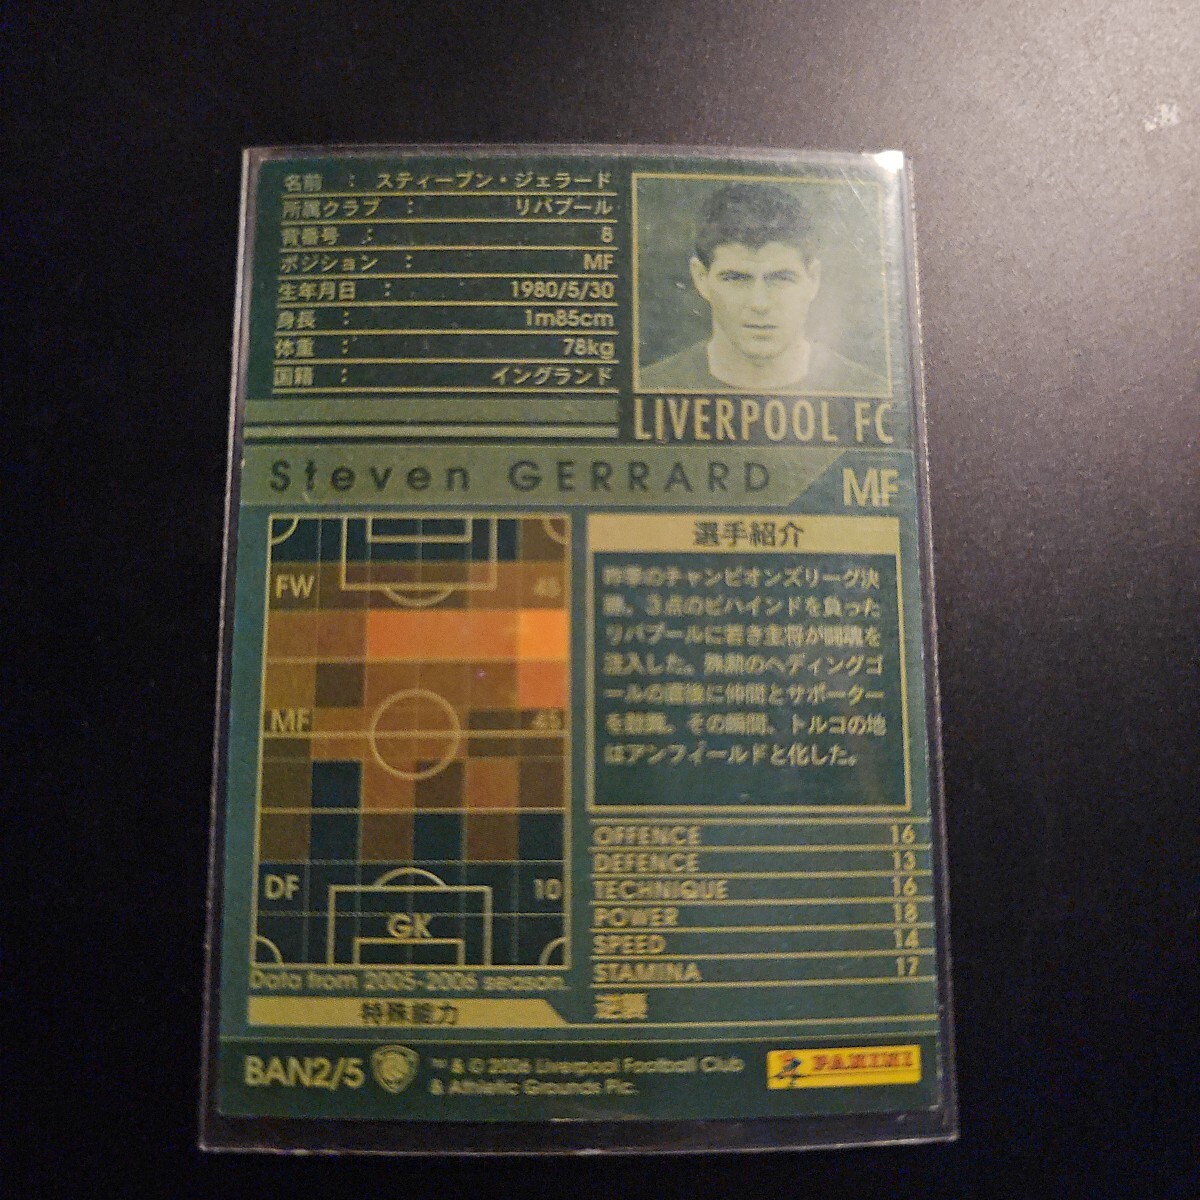 名前 : スティーブン・ジェラード
所属クラブ : リバプール
背番号 : 8
ポジション : MF
生年月日 : 1980/5/30
身長 : 1m85cm
体重 : 78kg
国籍 : イングランド
LIVERPOOL FC
Steven GERRARD
MF
FW 45
MF 45
DF 10
GK
Data from 2005-2006 season.
選手紹介
昨季のチャンピオンズリーグ決
勝、3点のビハインドを負った
リバプールに若き主将が闘魂を
注入した。殊勲のヘディングゴ
ールの直後に仲間とサポーター
を鼓舞。その瞬間、トルコの地
はアンフィールドと化した。
OFFENCE 16
DEFENCE 13
TECHNIQUE 16
POWER 18
SPEED 14
STAMINA 17
特殊能力 逆襲
BAN2/5
™ & © 2006 Liverpool Football Club
& Athletic Grounds Plc.
PANINI